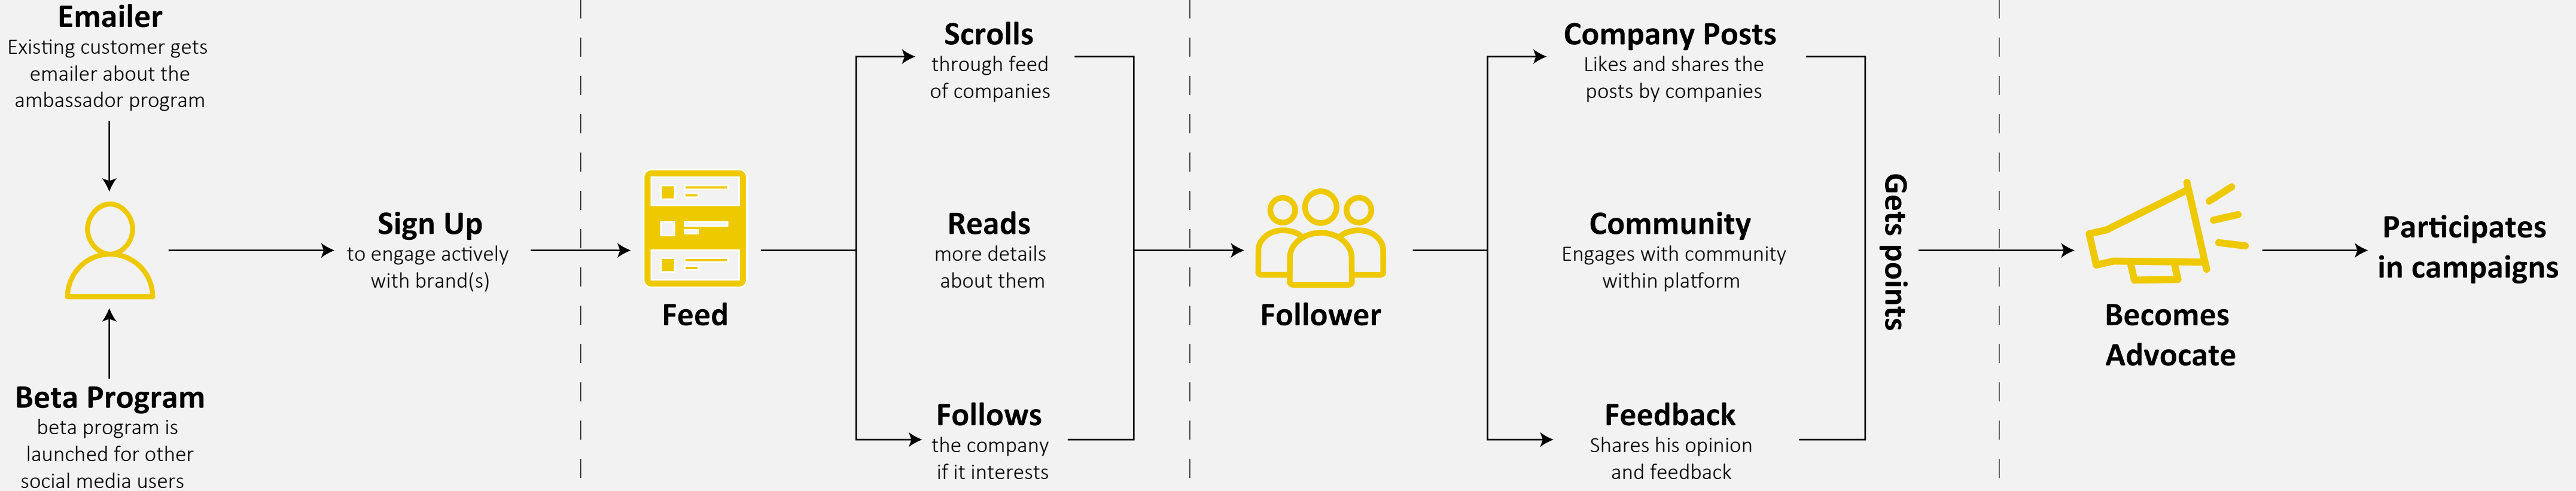 Emailer
Existing customer gets
emailer about the
ambassador program
Beta Program
beta program is
launched for other
social media users
Sign Up
to engage actively
with brand(s)
Feed
Scrolls
through feed
of companies
Reads
more details
about them
Follows
the company
if it interests
Follower
Company Posts
Likes and shares the
posts by companies
Community
Engages with community
within platform
Feedback
Shares his opinion
and feedback
Gets points
Becomes
Advocate
Participates
in campaigns